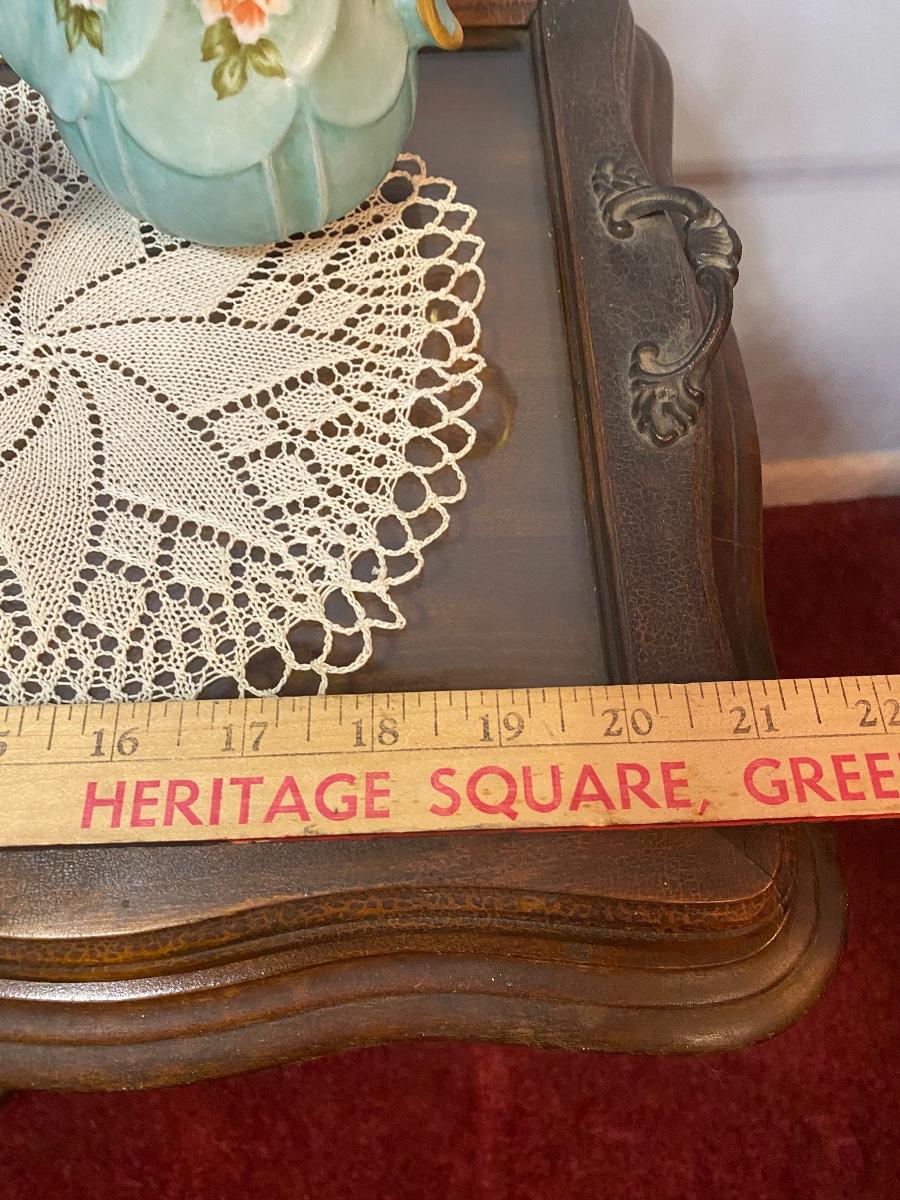 16 17 18 19 20 21 22
HERITAGE SQUARE, GREE